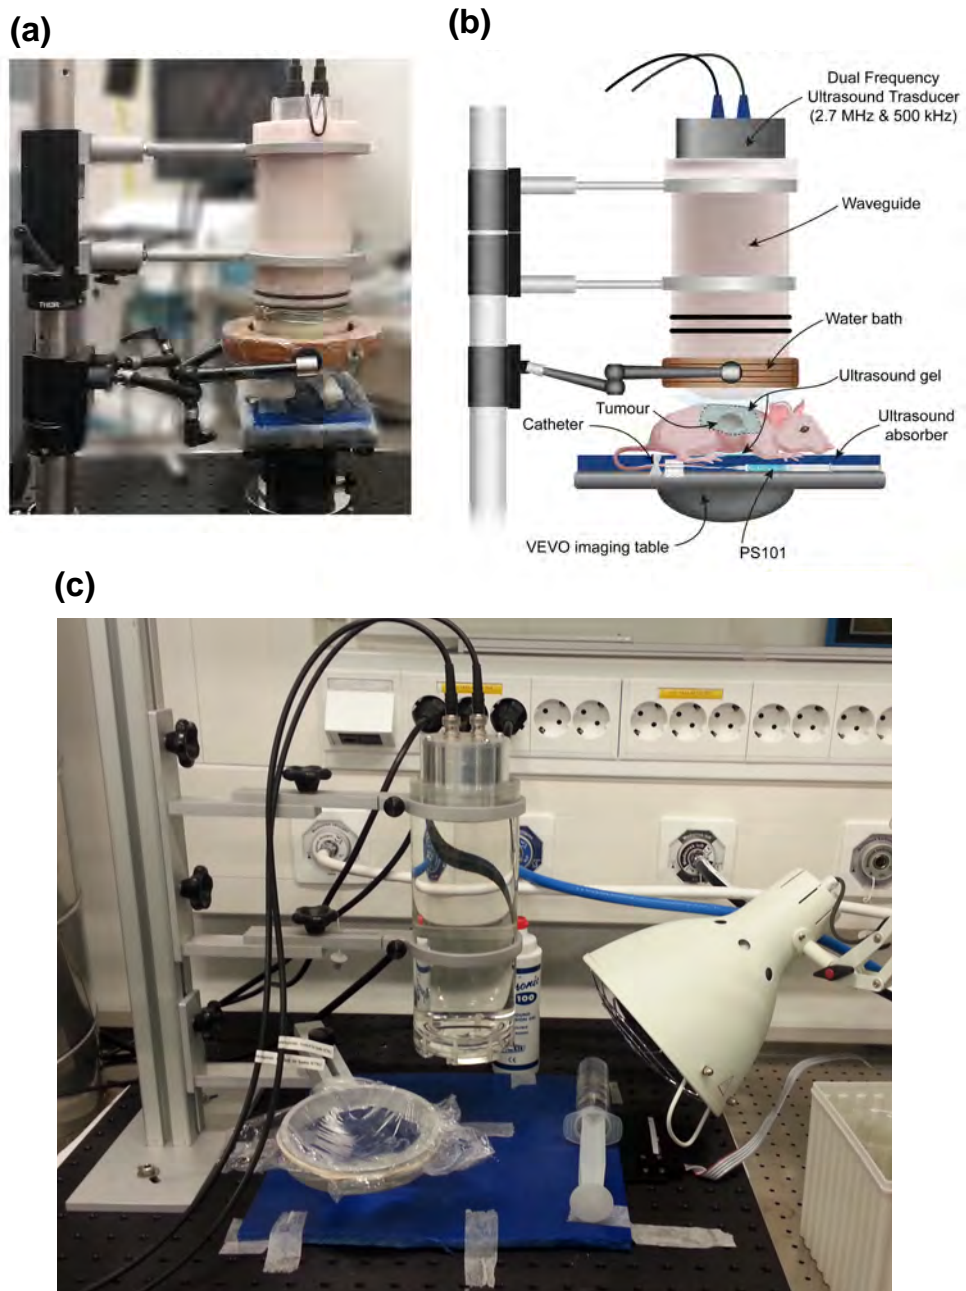 (a)
(b)
THOR
Dual Frequency
Ultrasound Trasducer
(2.7 MHz & 500 kHz)
Waveguide
Water bath
Ultrasound gel
Tumour
Catheter
Ultrasound
absorber
VEVO imaging table
PS101
(c)
100